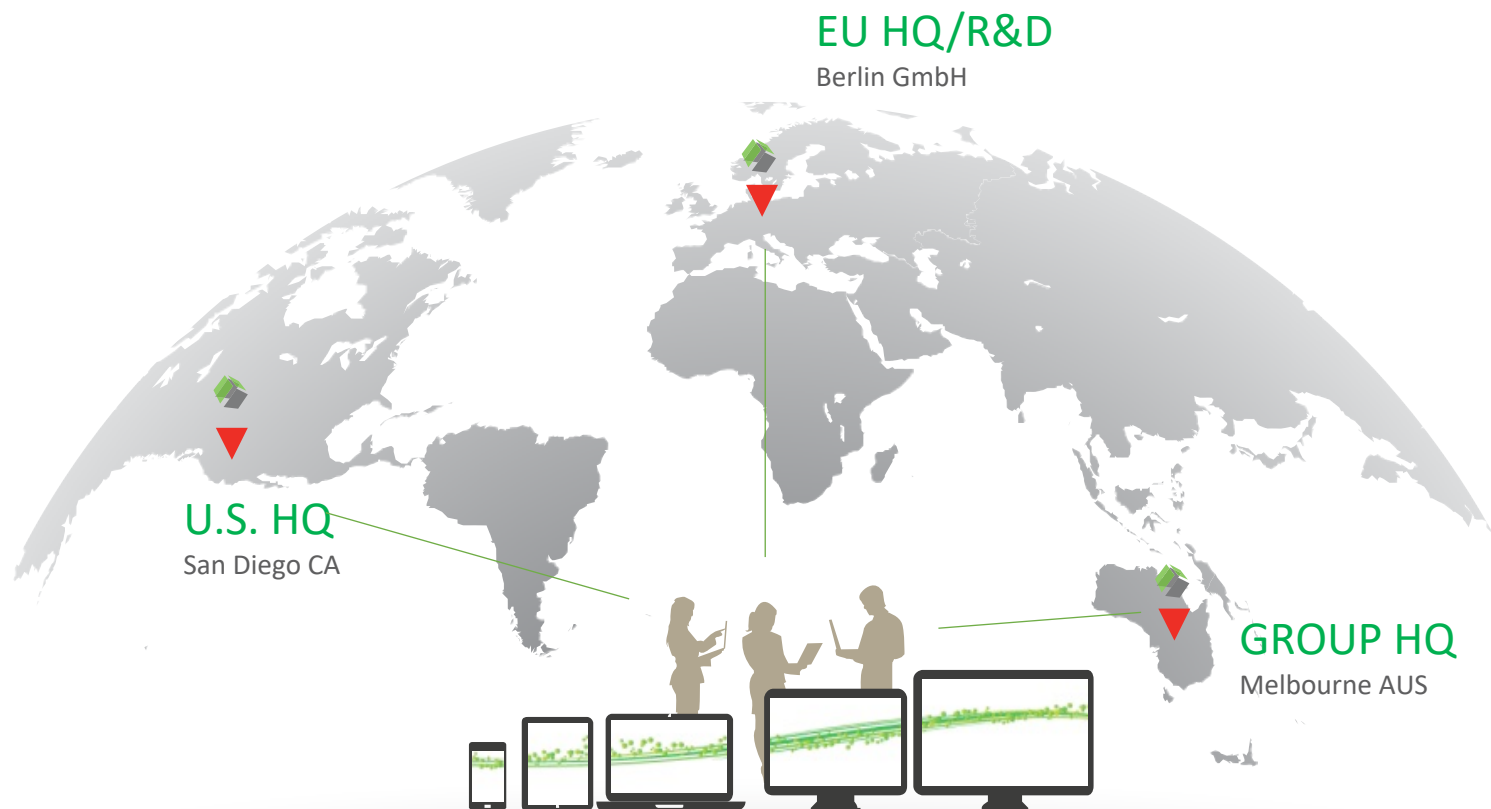 EU HQ/R&D
Berlin GmbH
U.S. HQ
San Diego CA
GROUP HQ
Melbourne AUS